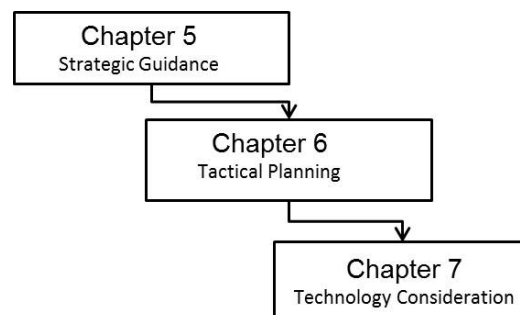 Chapter 5
Strategic Guidance
Chapter 6
Tactical Planning
Chapter 7
Technology Consideration